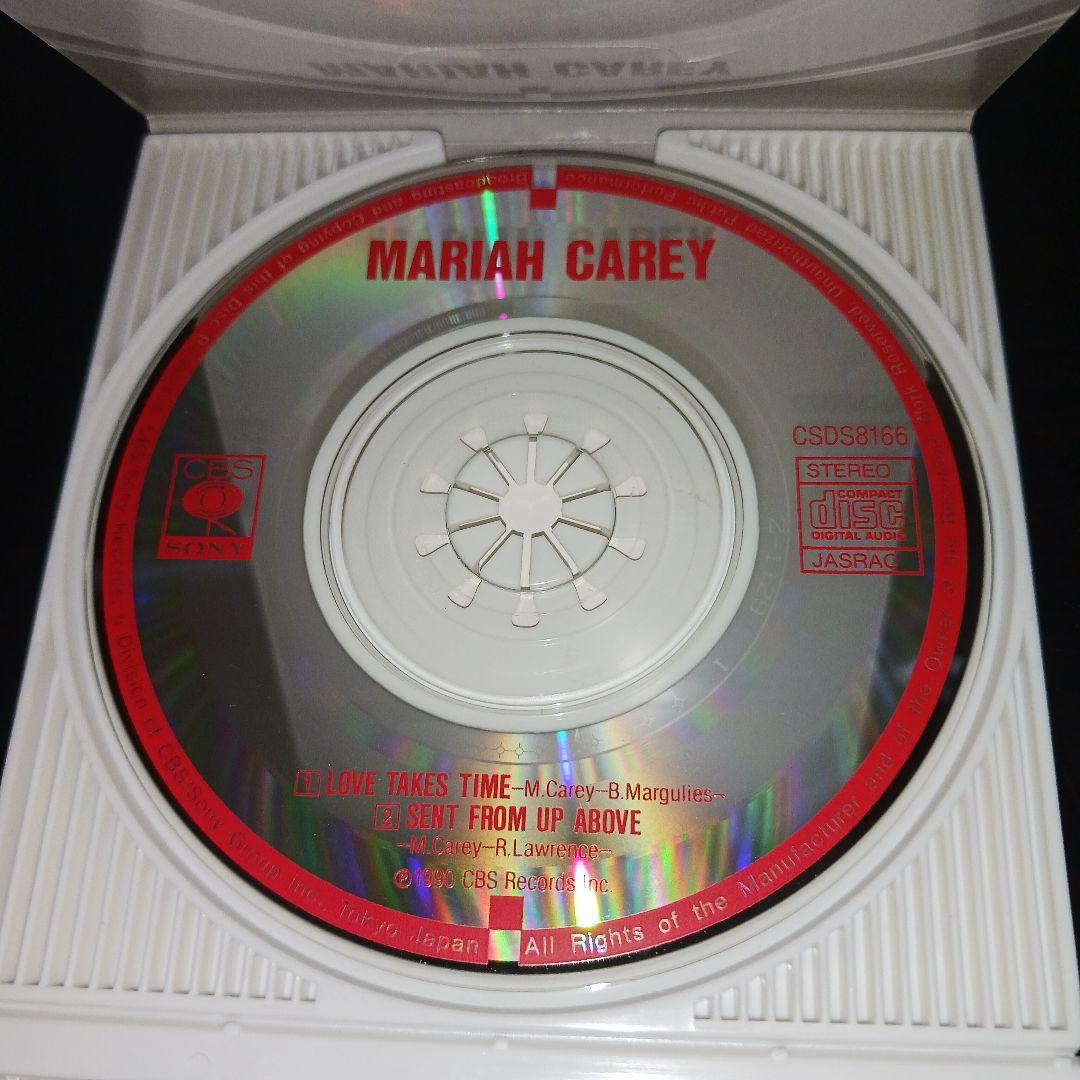 MARIAH CAREY
MARIAH CAREY
CSDS8166
STEREO
COMPACT
disc
DIGITAL AUDIO
JASRAC
CBS
SONY
1 LOVE TAKES TIME–M.Carey–B.Margulies–
2 SENT FROM UP ABOVE
–M.Carey–R.Lawrence–
℗1990 CBS Records Inc.
All Rights of the Manufacturer and of the Owner of the Work Reserved Unauthorized Public Performance Broadcasting and Copying of this Disc
a Division of CBS/Sony Group Inc., Tokyo Japan